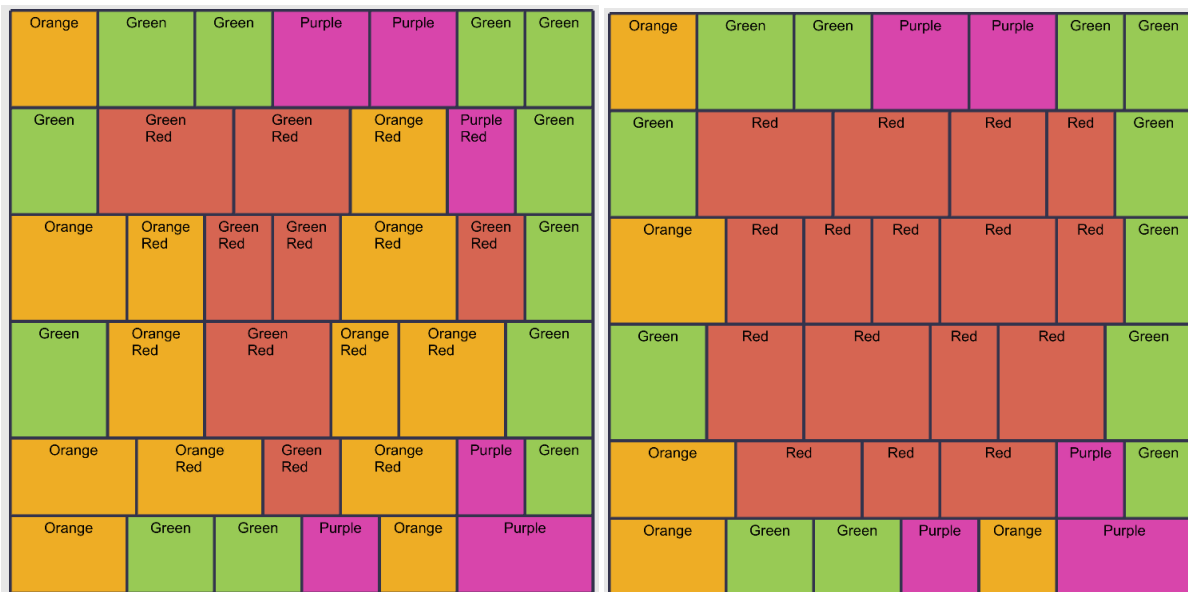 Orange Green Green Purple Purple Green Green
Green Green Green Orange Purple Green
Red Red Red Red
Orange Orange Green Green Orange Green Green
Red Red Red Red Red
Green Orange Green Orange Orange Green
Red Red Red Red
Orange Orange Green Orange Purple Green
Red Red Red
Orange Green Green Purple Orange Purple
Orange Green Green Purple Purple Green Green
Green Red Red Red Red Green
Orange Red Red Red Red Red Green
Green Red Red Red Red Green
Orange Red Red Red Purple Green
Orange Green Green Purple Orange Purple